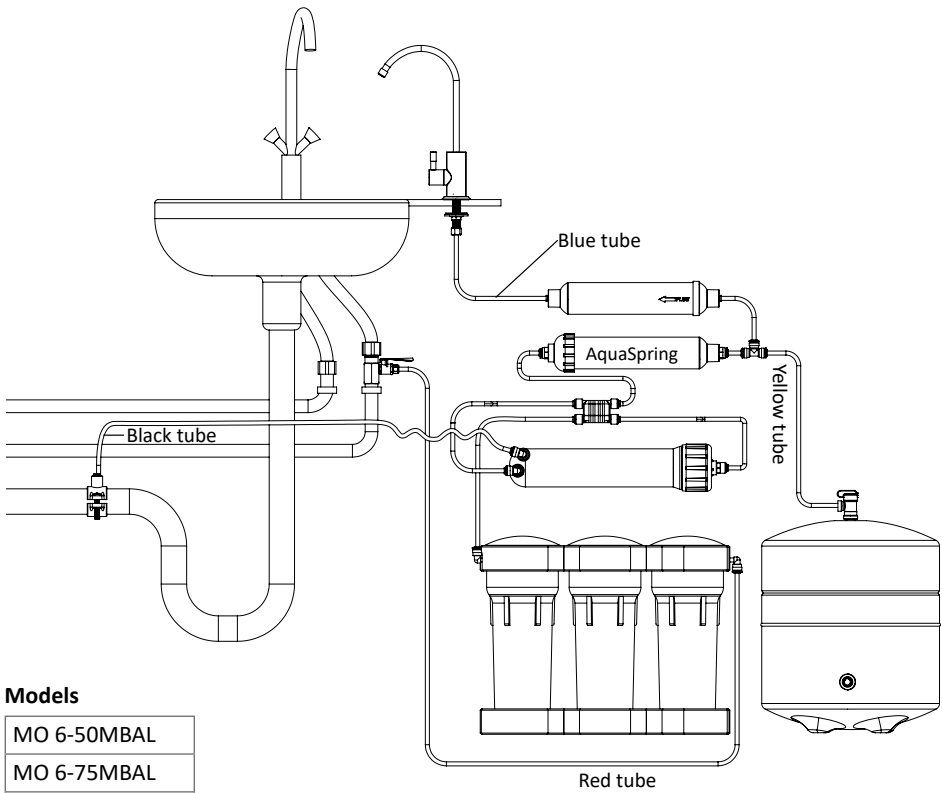 Blue tube
AquaSpring
Yellow tube
Black tube
Models
MO 6-50MBAL
MO 6-75MBAL
Red tube